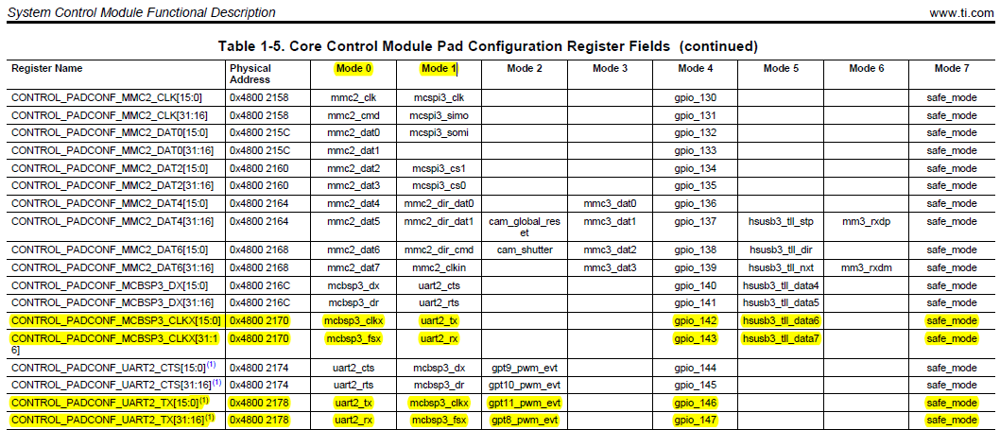 System Control Module Functional Description www.ti.com
Table 1-5. Core Control Module Pad Configuration Register Fields (continued)
Register Name Physical Address Mode 0 Mode 1 Mode 2 Mode 3 Mode 4 Mode 5 Mode 6 Mode 7
CONTROL_PADCONF_MMC2_CLK[15:0] 0x4800 2158 mmc2_clk mcspi3_clk gpio_130 safe_mode
CONTROL_PADCONF_MMC2_CLK[31:16] 0x4800 2158 mmc2_cmd mcspi3_simo gpio_131 safe_mode
CONTROL_PADCONF_MMC2_DAT0[15:0] 0x4800 215C mmc2_dat0 mcspi3_somi gpio_132 safe_mode
CONTROL_PADCONF_MMC2_DAT0[31:16] 0x4800 215C mmc2_dat1 gpio_133 safe_mode
CONTROL_PADCONF_MMC2_DAT2[15:0] 0x4800 2160 mmc2_dat2 mcspi3_cs1 gpio_134 safe_mode
CONTROL_PADCONF_MMC2_DAT2[31:16] 0x4800 2160 mmc2_dat3 mcspi3_cs0 gpio_135 safe_mode
CONTROL_PADCONF_MMC2_DAT4[15:0] 0x4800 2164 mmc2_dat4 mmc2_dir_dat0 mmc3_dat0 gpio_136 safe_mode
CONTROL_PADCONF_MMC2_DAT4[31:16] 0x4800 2164 mmc2_dat5 mmc2_dir_dat1 cam_global_res et mmc3_dat1 gpio_137 hsusb3_tll_stp mm3_rxdp safe_mode
CONTROL_PADCONF_MMC2_DAT6[15:0] 0x4800 2168 mmc2_dat6 mmc2_dir_cmd cam_shutter mmc3_dat2 gpio_138 hsusb3_tll_dir safe_mode
CONTROL_PADCONF_MMC2_DAT6[31:16] 0x4800 2168 mmc2_dat7 mmc2_clkin mmc3_dat3 gpio_139 hsusb3_tll_nxt mm3_rxdm safe_mode
CONTROL_PADCONF_MCBSP3_DX[15:0] 0x4800 216C mcbsp3_dx uart2_cts gpio_140 hsusb3_tll_data4 safe_mode
CONTROL_PADCONF_MCBSP3_DX[31:16] 0x4800 216C mcbsp3_dr uart2_rts gpio_141 hsusb3_tll_data5 safe_mode
CONTROL_PADCONF_MCBSP3_CLKX[15:0] 0x4800 2170 mcbsp3_clkx uart2_tx gpio_142 hsusb3_tll_data6 safe_mode
CONTROL_PADCONF_MCBSP3_CLKX[31:1 6] 0x4800 2170 mcbsp3_fsx uart2_rx gpio_143 hsusb3_tll_data7 safe_mode
CONTROL_PADCONF_UART2_CTS[15:0](1) 0x4800 2174 uart2_cts mcbsp3_dx gpt9_pwm_evt gpio_144 safe_mode
CONTROL_PADCONF_UART2_CTS[31:16](1) 0x4800 2174 uart2_rts mcbsp3_dr gpt10_pwm_evt gpio_145 safe_mode
CONTROL_PADCONF_UART2_TX[15:0](1) 0x4800 2178 uart2_tx mcbsp3_clkx gpt11_pwm_evt gpio_146 safe_mode
CONTROL_PADCONF_UART2_TX[31:16](1) 0x4800 2178 uart2_rx mcbsp3_fsx gpt8_pwm_evt gpio_147 safe_mode